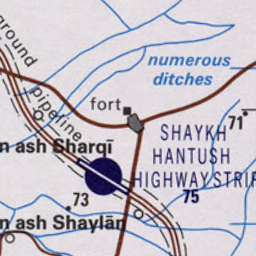 numerous
ditches
ground pipeline
fort
71
SHAYKH
HANTUSH
HIGHWAY STRIP
n ash Sharqī
75
73
n ash Shaylān